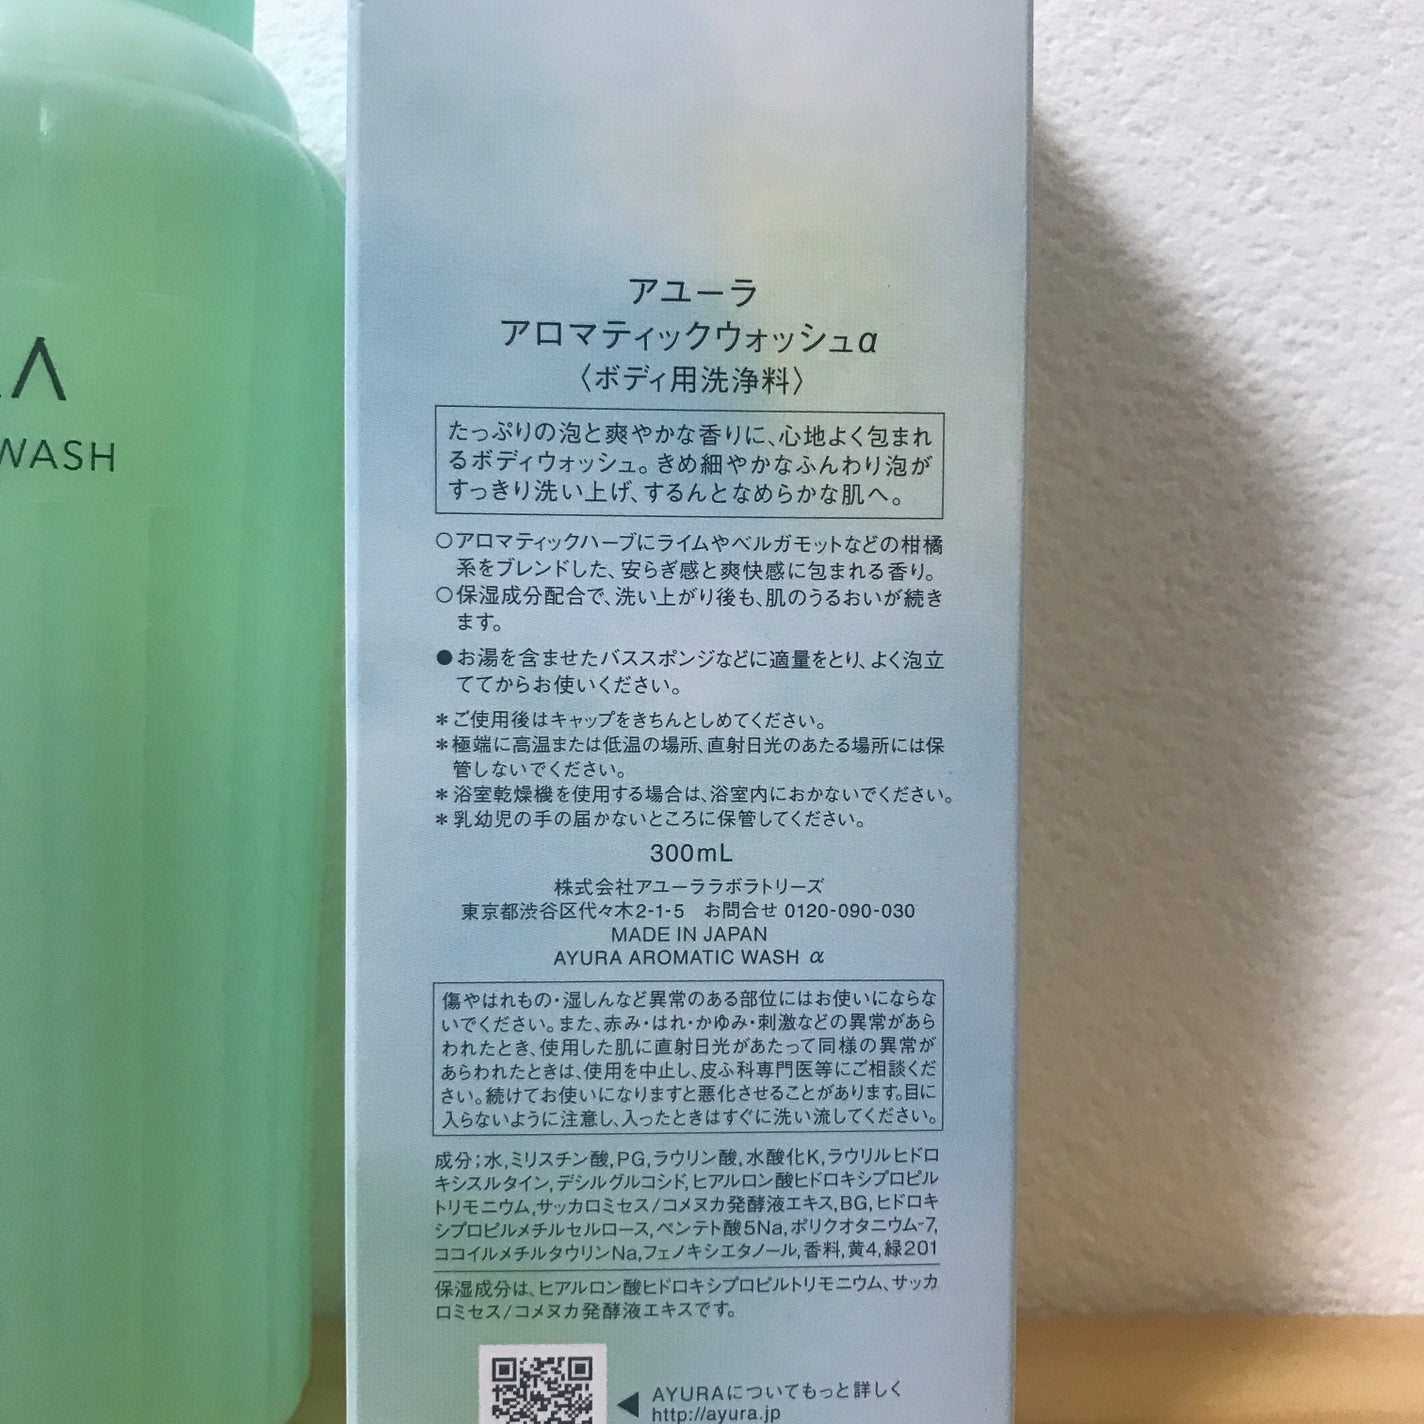 WASH
アユーラ
アロマティックウォッシュα
〈ボディ用洗浄料〉
たっぷりの泡と爽やかな香りに、心地よく包まれ
るボディウォッシュ。きめ細やかなふんわり泡が
すっきり洗い上げ、するんとなめらかな肌へ。
○アロマティックハーブにライムやベルガモットなどの柑橘
系をブレンドした、安らぎ感と爽快感に包まれる香り。
○保湿成分配合で、洗い上がり後も、肌のうるおいが続き
ます。
●お湯を含ませたバススポンジなどに適量をとり、よく泡立
ててからお使いください。
＊ご使用後はキャップをきちんとしめてください。
＊極端に高温または低温の場所、直射日光のあたる場所には保
管しないでください。
＊浴室乾燥機を使用する場合は、浴室内におかないでください。
＊乳幼児の手の届かないところに保管してください。
300mL
株式会社アユーララボラトリーズ
東京都渋谷区代々木2-1-5　お問合せ 0120-090-030
MADE IN JAPAN
AYURA AROMATIC WASH α
傷やはれもの・湿しんなど異常のある部位にはお使いにならな
いでください。また、赤み・はれ・かゆみ・刺激などの異常があら
われたとき、使用した肌に直射日光があたって同様の異常が
あらわれたときは、使用を中止し、皮ふ科専門医等にご相談くだ
さい。続けてお使いになりますと悪化させることがあります。目に
入らないように注意し、入ったときはすぐに洗い流してください。
成分；水,ミリスチン酸,PG,ラウリン酸,水酸化K,ラウリルヒドロ
キシスルタイン,デシルグルコシド,ヒアルロン酸ヒドロキシプロピル
トリモニウム,サッカロミセス/コメヌカ発酵液エキス,BG,ヒドロキ
シプロピルメチルセルロース,ペンテト酸5Na,ポリクオタニウム-7,
ココイルメチルタウリンNa,フェノキシエタノール,香料,黄4,緑201
保湿成分は、ヒアルロン酸ヒドロキシプロピルトリモニウム、サッカ
ロミセス/コメヌカ発酵液エキスです。
◀ AYURAについてもっと詳しく
http://ayura.jp